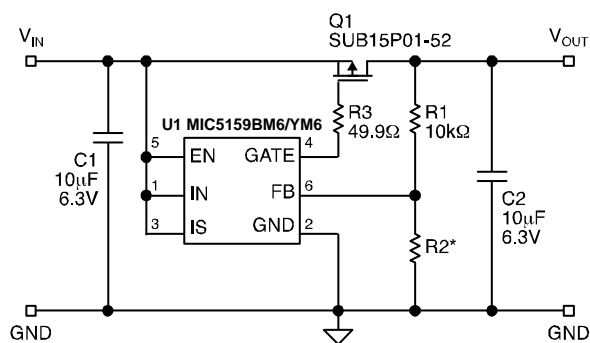 Q1
SUB15P01-52
VIN
VOUT
U1 MIC5159BM6/YM6
R3
49.9Ω
R1
10kΩ
C1
10μF
6.3V
5
EN
GATE
4
1
IN
FB
6
3
IS
GND
2
C2
10μF
6.3V
R2*
GND
GND